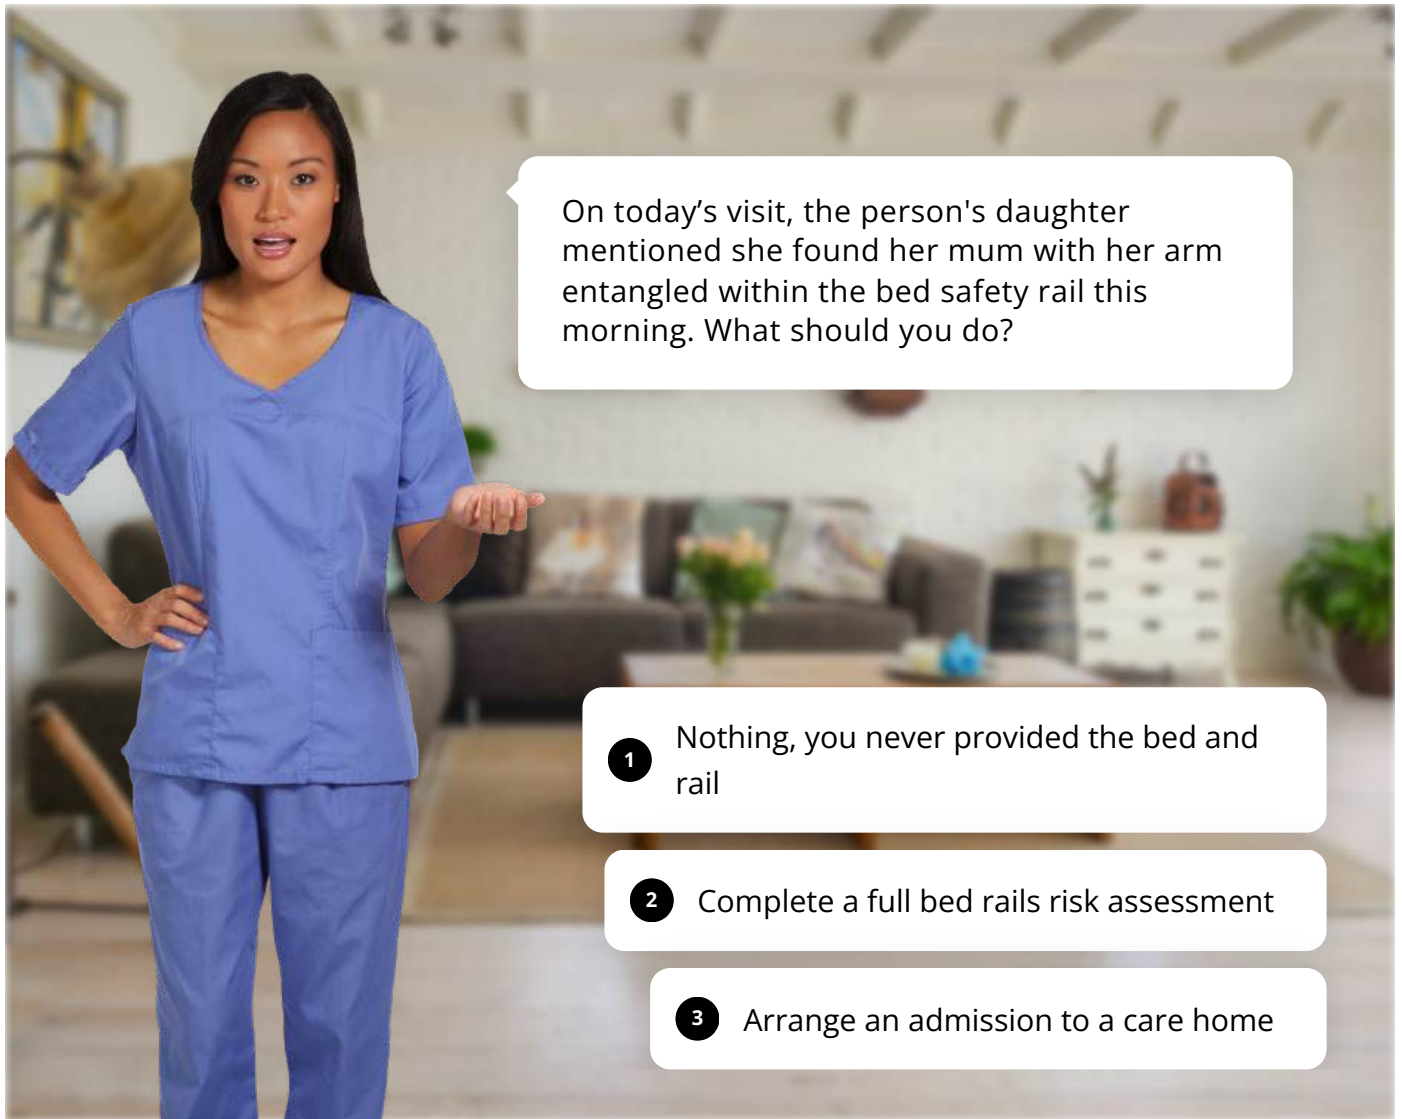 On today’s visit, the person's daughter
mentioned she found her mum with her arm
entangled within the bed safety rail this
morning. What should you do?
1
Nothing, you never provided the bed and
rail
2 Complete a full bed rails risk assessment
3 Arrange an admission to a care home